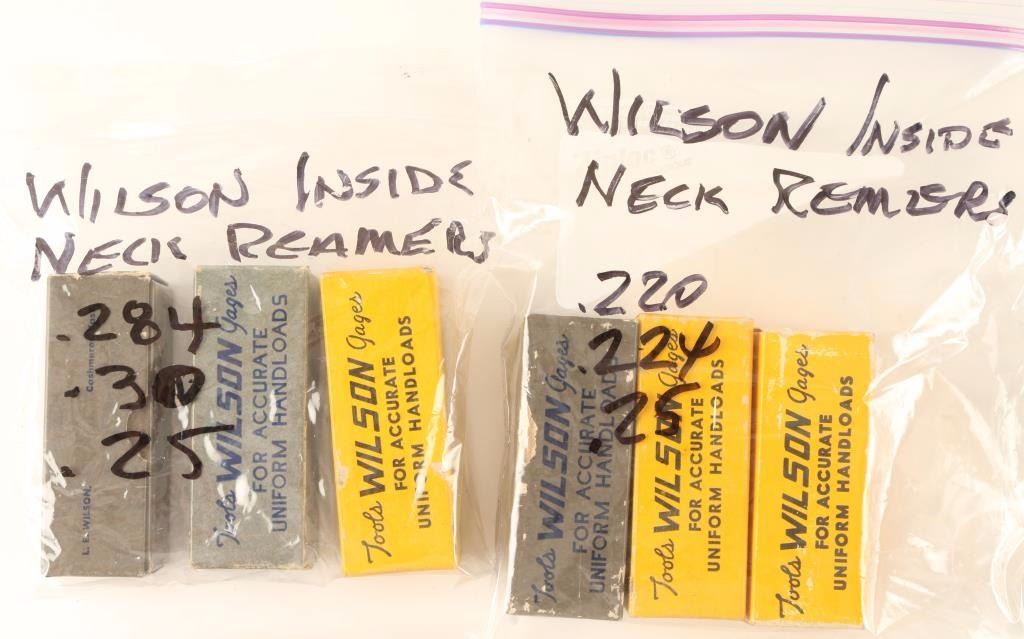 WILSON INSIDE
NECK REAMERS
.284
.30
.25
Cashmere
L. E. WILSON,
Tools WILSON Gages
FOR ACCURATE
UNIFORM HANDLOADS
Tools WILSON Gages
FOR ACCURATE
UNIFORM HANDLOADS
WILSON INSIDE
NECK REMZERS
.220
.224
.25
Tools WILSON Gages
FOR ACCURATE
UNIFORM HANDLOADS
Tools WILSON Gages
FOR ACCURATE
UNIFORM HANDLOADS
Tools WILSON Gages
FOR ACCURATE
UNIFORM HANDLOADS